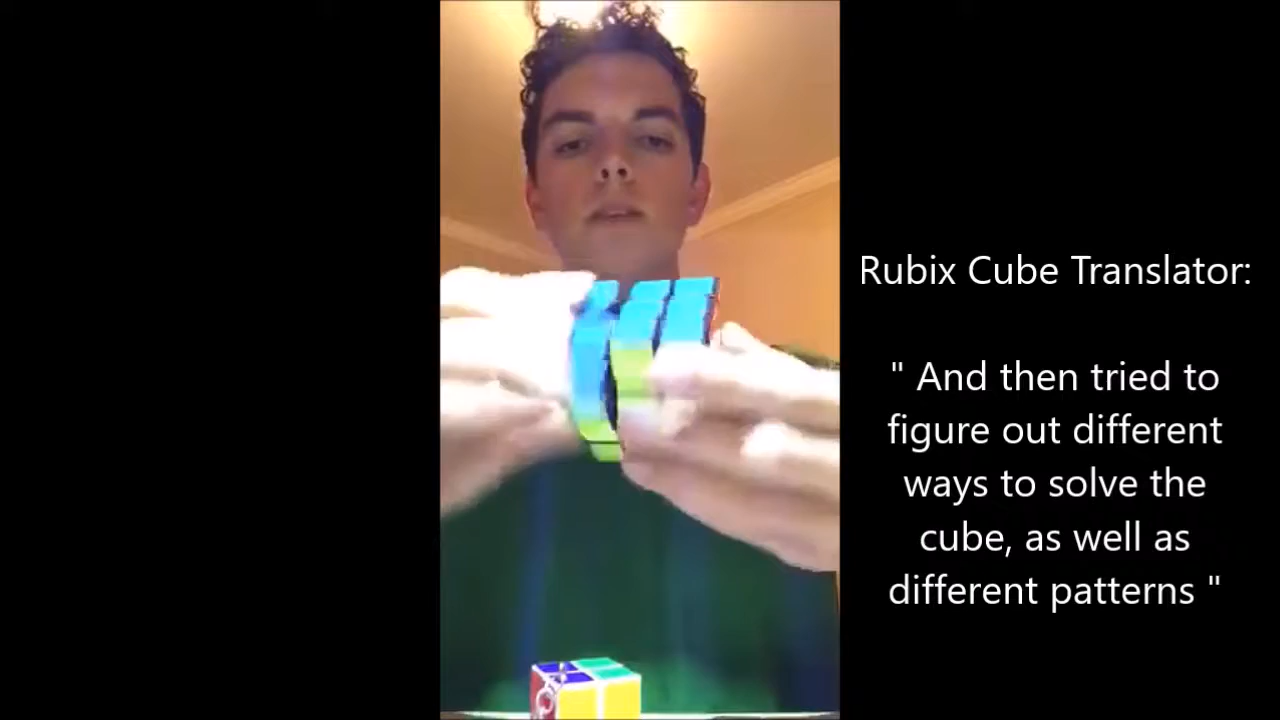 Rubix Cube Translator:
" And then tried to
figure out different
ways to solve the
cube, as well as
different patterns "